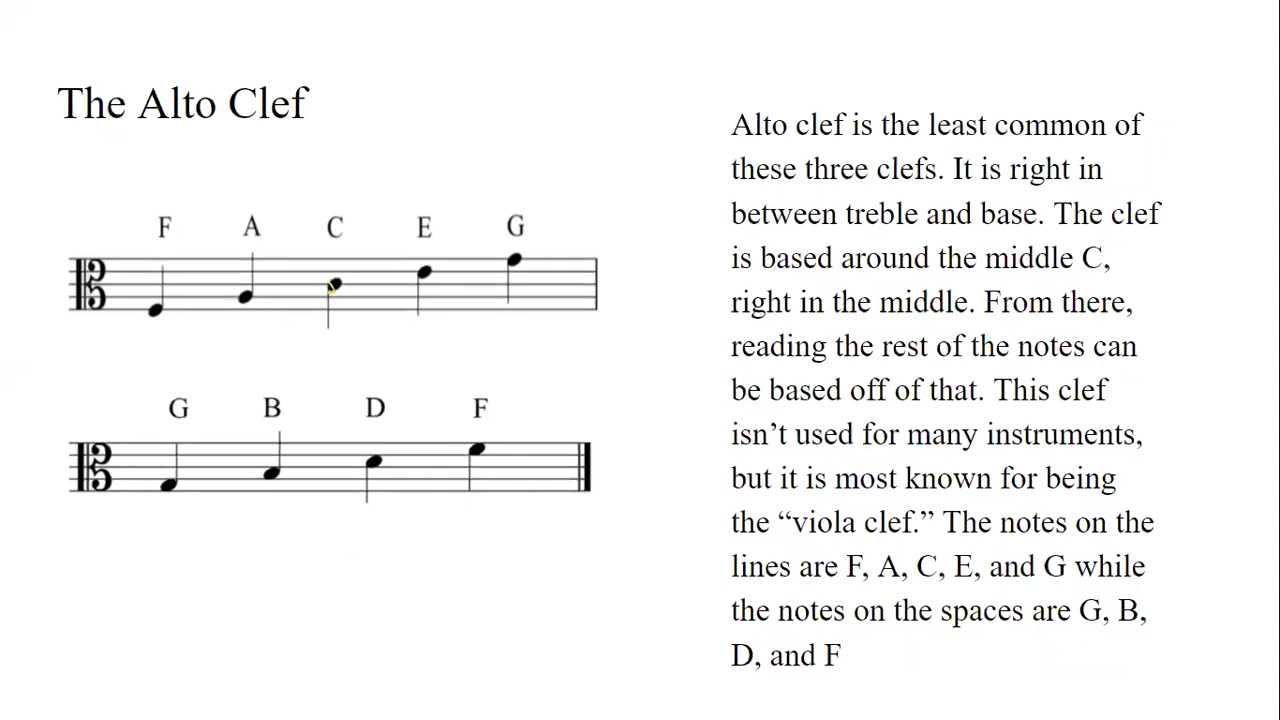 The Alto Clef
F A C E G
G B D F
Alto clef is the least common of
these three clefs. It is right in
between treble and base. The clef
is based around the middle C,
right in the middle. From there,
reading the rest of the notes can
be based off of that. This clef
isn’t used for many instruments,
but it is most known for being
the “viola clef.” The notes on the
lines are F, A, C, E, and G while
the notes on the spaces are G, B,
D, and F